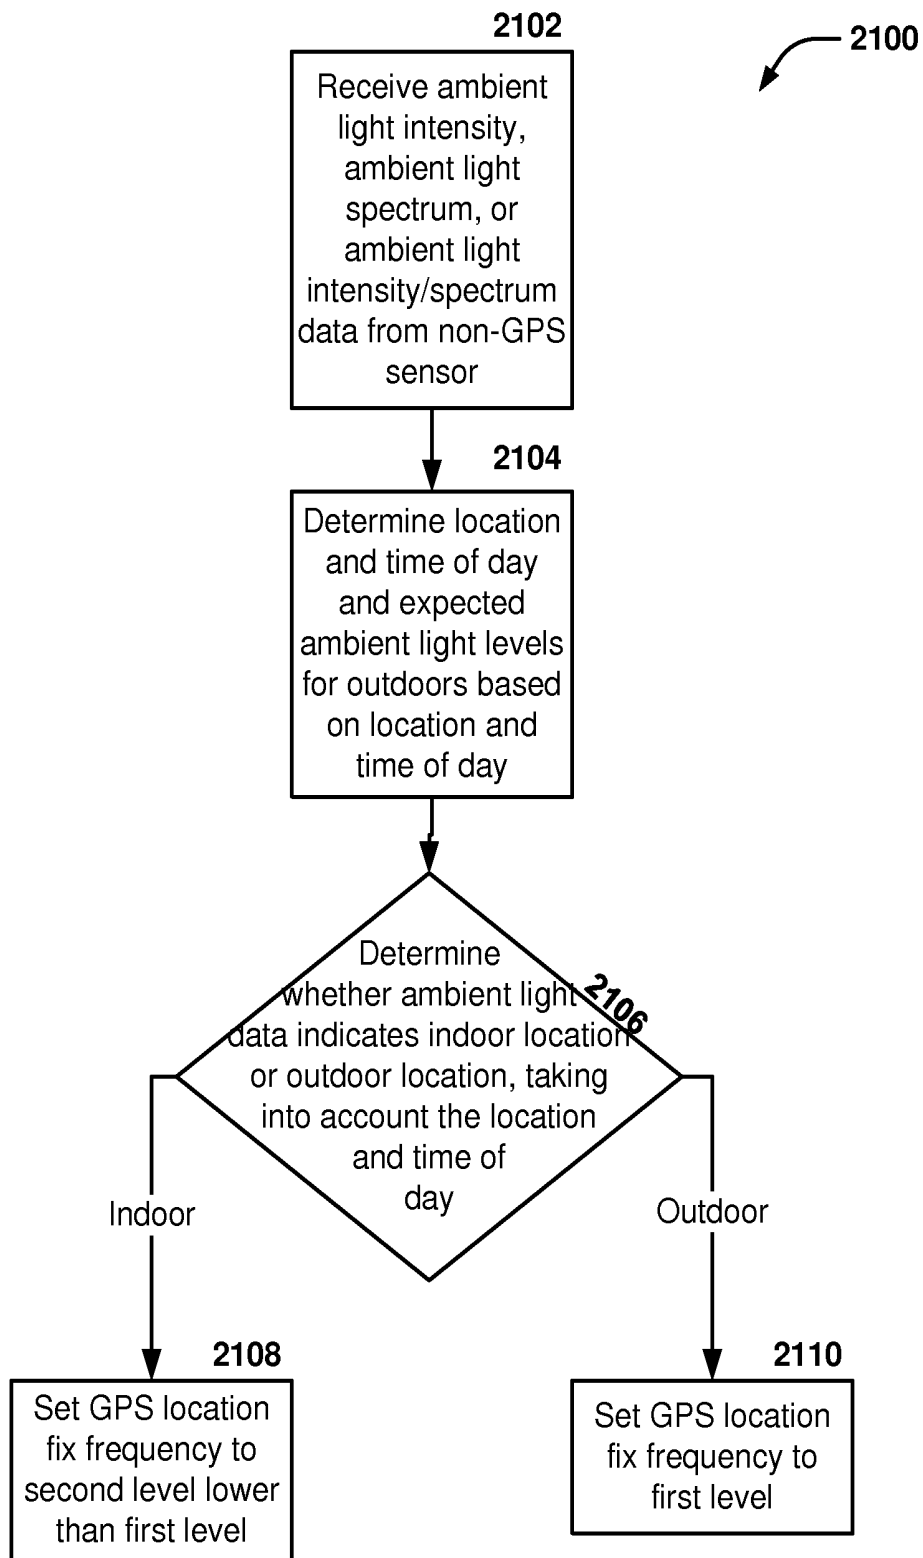 2102
2100
Receive ambient
light intensity,
ambient light
spectrum, or
ambient light
intensity/spectrum
data from non-GPS
sensor
2104
Determine location
and time of day
and expected
ambient light levels
for outdoors based
on location and
time of day
Determine
whether ambient light
2106
data indicates indoor location
or outdoor location, taking
into account the location
and time of
day
Indoor
Outdoor
2108
2110
Set GPS location
fix frequency to
second level lower
than first level
Set GPS location
fix frequency to
first level